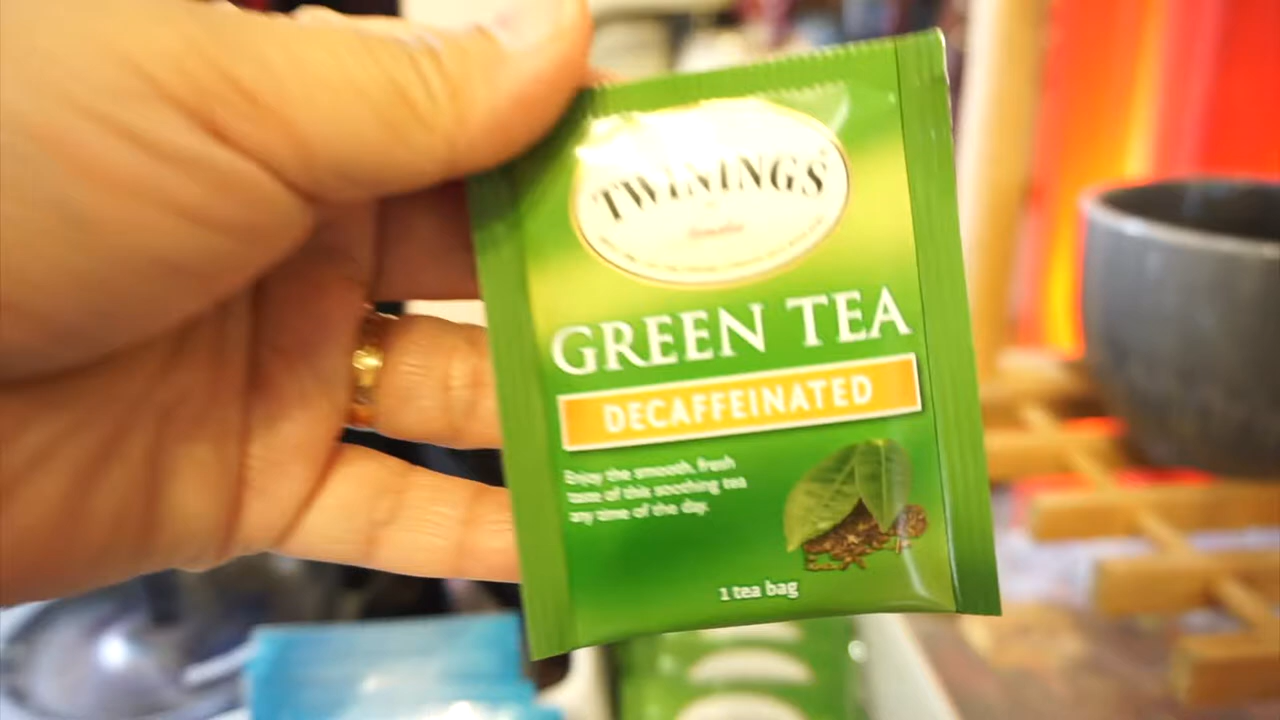 TWININGS
GREEN TEA
DECAFFEINATED
Enjoy the smooth, fresh
taste of this soothing tea
any time of the day.
1 tea bag